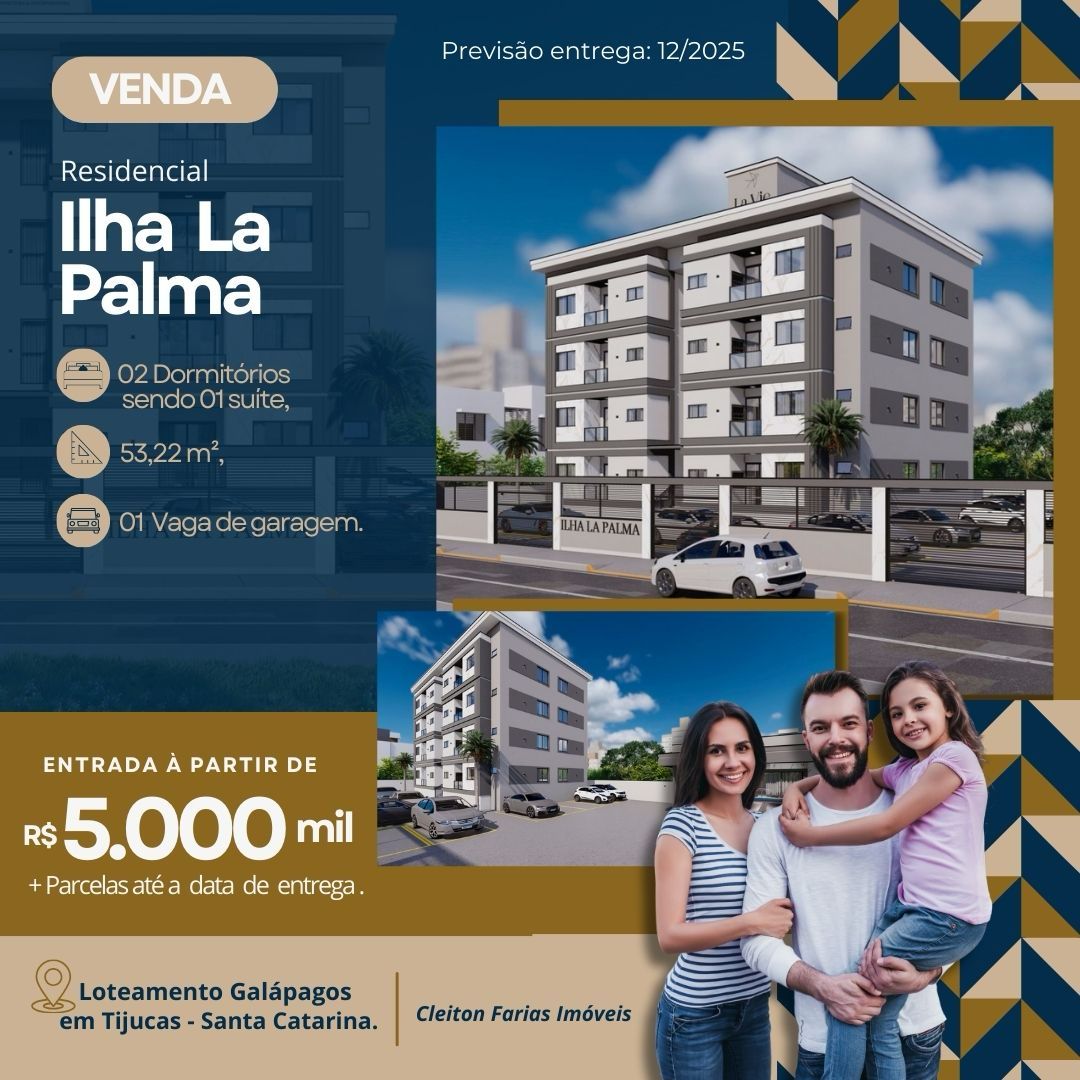 Previsão entrega: 12/2025
VENDA
Residencial
Ilha La
Palma
02 Dormitórios
sendo 01 suíte,
53,22 m²,
01 Vaga de garagem.
La Vie
ILHA LA PALMA
ENTRADA À PARTIR DE
R$ 5.000 mil
+ Parcelas até a data de entrega.
Loteamento Galápagos
em Tijucas - Santa Catarina.
Cleiton Farias Imóveis